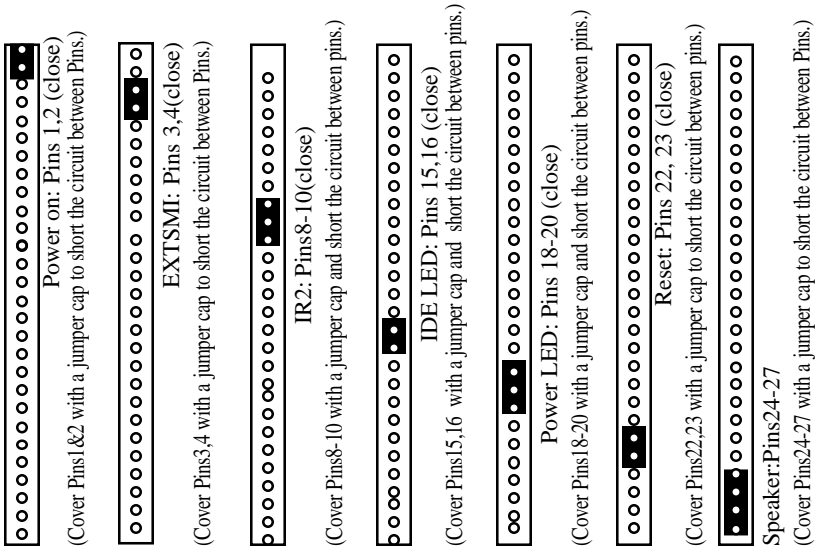 Power on: Pins 1,2 (close)
(Cover Pins1&2 with a jumper cap to short the circuit between Pins.)
EXTSMI: Pins 3,4(close)
(Cover Pins3,4 with a jumper cap to short the circuit between Pins.)
IR2: Pins8-10(close)
(Cover Pins8-10 with a jumper cap and short the circuit between pins.)
IDE LED: Pins 15,16 (close)
(Cover Pins15,16 with a jumper cap and short the circuit between pins.)
Power LED: Pins 18-20 (close)
(Cover Pins18-20 with a jumper cap and short the circuit between pins.)
Reset: Pins 22, 23 (close)
(Cover Pins22,23 with a jumper cap to short the circuit between pins.)
Speaker:Pins24-27
(Cover Pins24-27 with a jumper cap to short the circuit between pins.)